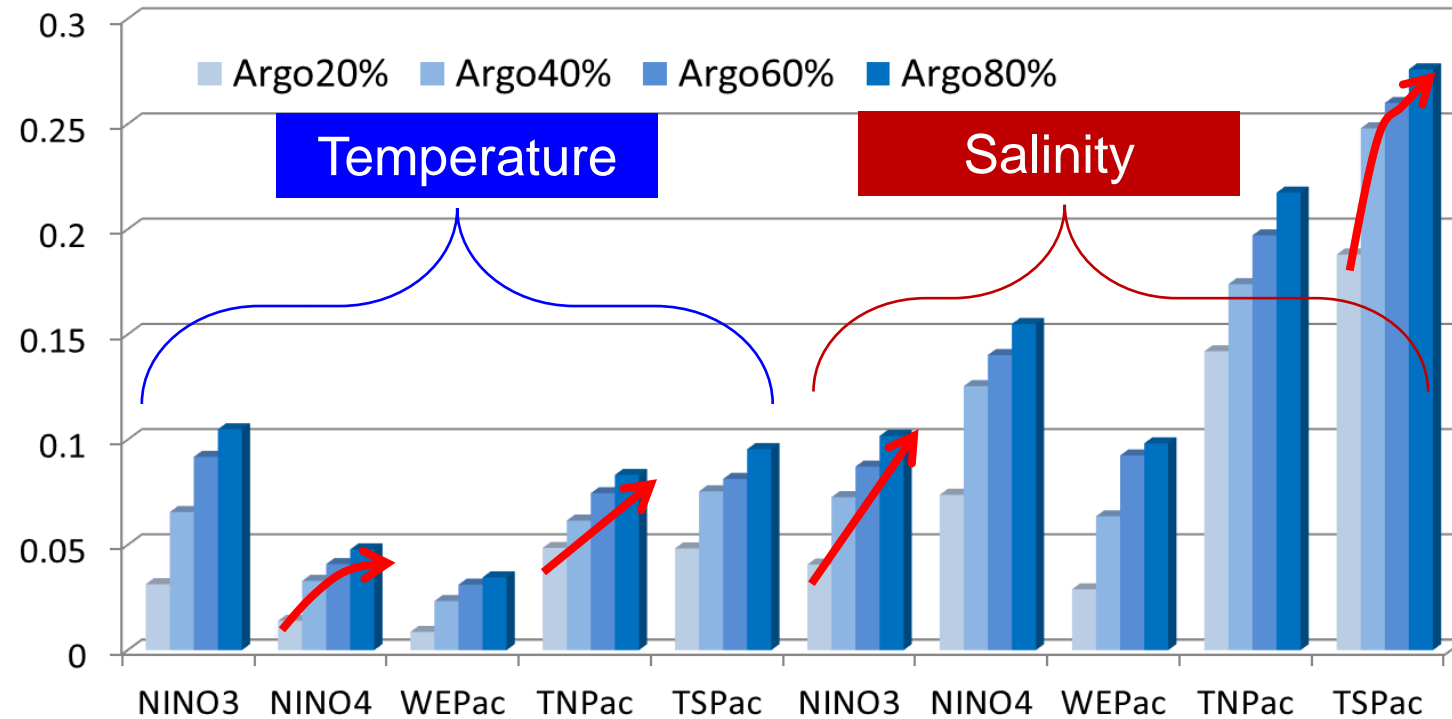 0.3
0.25
0.2
0.15
0.1
0.05
0
Argo20% Argo40% Argo60% Argo80%
Temperature
Salinity
NINO3 NINO4 WEPac TNPac TSPac NINO3 NINO4 WEPac TNPac TSPac